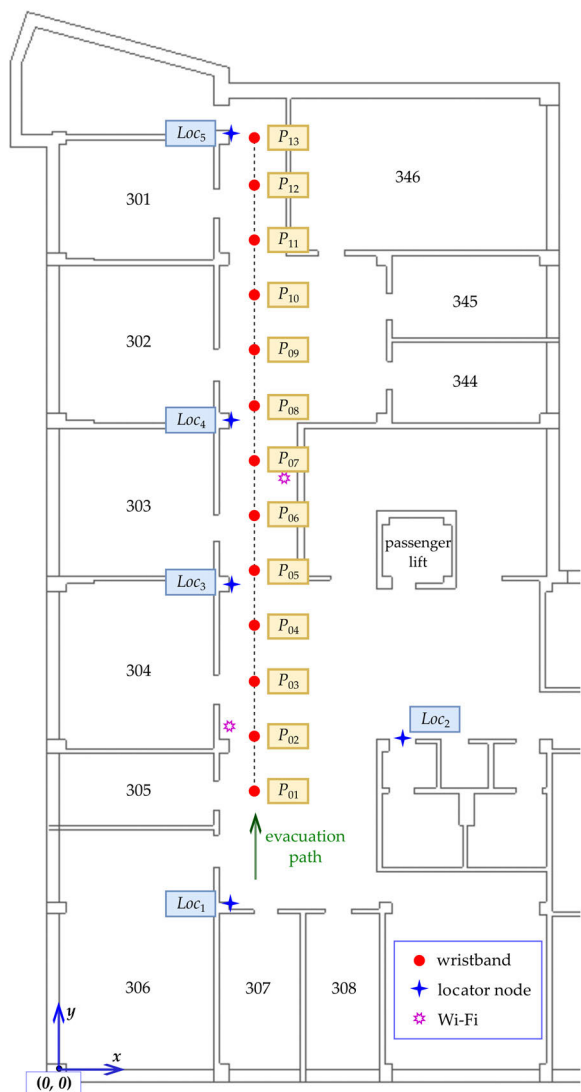 Loc5
P13
346
P12
301
P11
P10
345
302
P09
344
P08
Loc4
P07
303
P06
passenger
lift
P05
Loc3
P04
304
P03
Loc2
P02
305
P01
evacuation
path
Loc1
306
307
308
wristband
locator node
Wi-Fi
y
x
(0, 0)